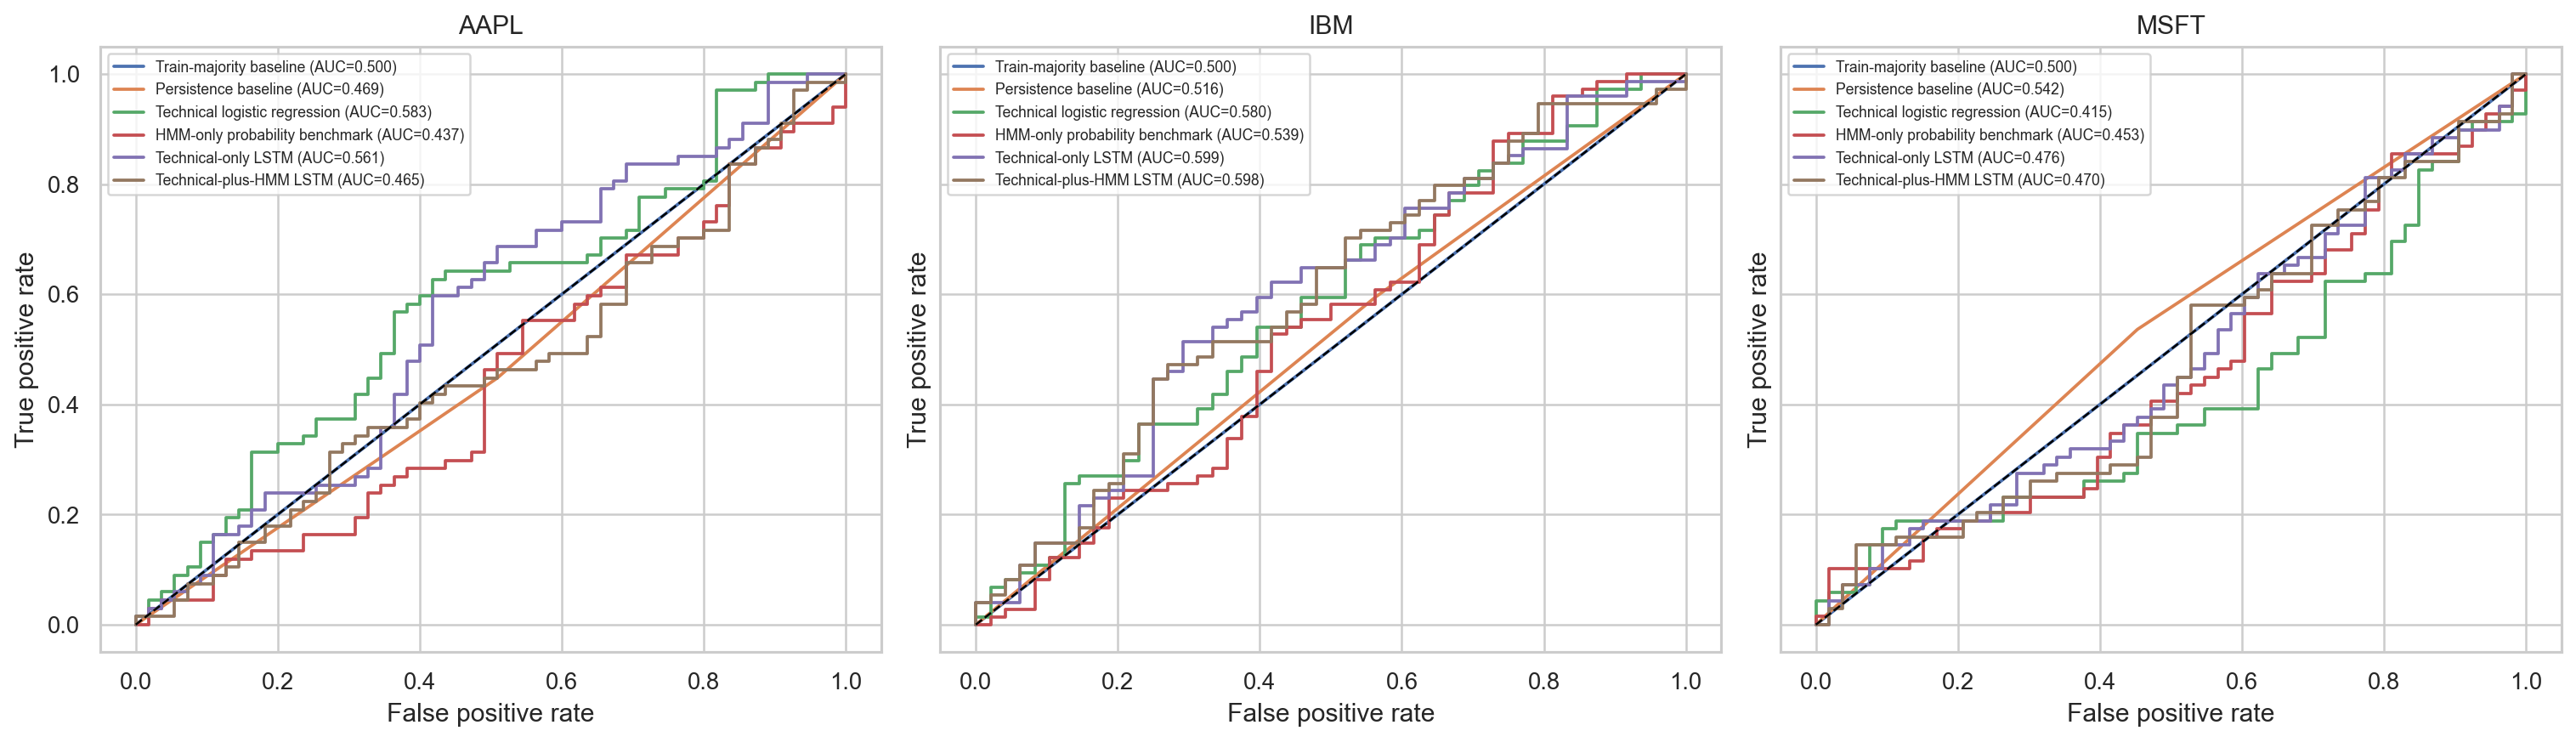 AAPL
Train-majority baseline (AUC=0.500)
Persistence baseline (AUC=0.469)
Technical logistic regression (AUC=0.583)
HMM-only probability benchmark (AUC=0.437)
Technical-only LSTM (AUC=0.561)
Technical-plus-HMM LSTM (AUC=0.465)
True positive rate
1.0
0.8
0.6
0.4
0.2
0.0
0.0 0.2 0.4 0.6 0.8 1.0
False positive rate
IBM
Train-majority baseline (AUC=0.500)
Persistence baseline (AUC=0.516)
Technical logistic regression (AUC=0.580)
HMM-only probability benchmark (AUC=0.539)
Technical-only LSTM (AUC=0.599)
Technical-plus-HMM LSTM (AUC=0.598)
True positive rate
0.0 0.2 0.4 0.6 0.8 1.0
False positive rate
MSFT
Train-majority baseline (AUC=0.500)
Persistence baseline (AUC=0.542)
Technical logistic regression (AUC=0.415)
HMM-only probability benchmark (AUC=0.453)
Technical-only LSTM (AUC=0.476)
Technical-plus-HMM LSTM (AUC=0.470)
True positive rate
0.0 0.2 0.4 0.6 0.8 1.0
False positive rate